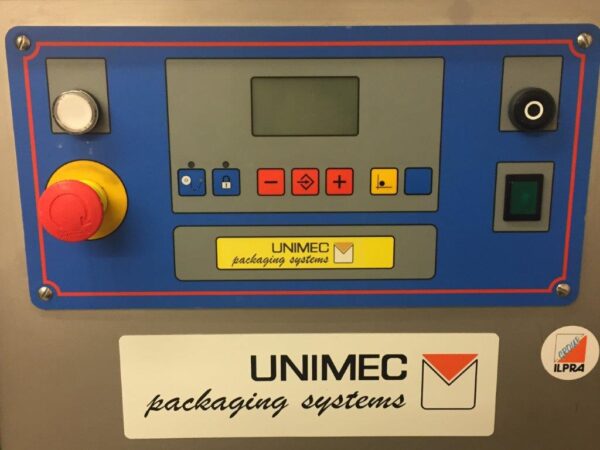 UNIMEC
packaging systems
UNIMEC
packaging systems
ILPRA